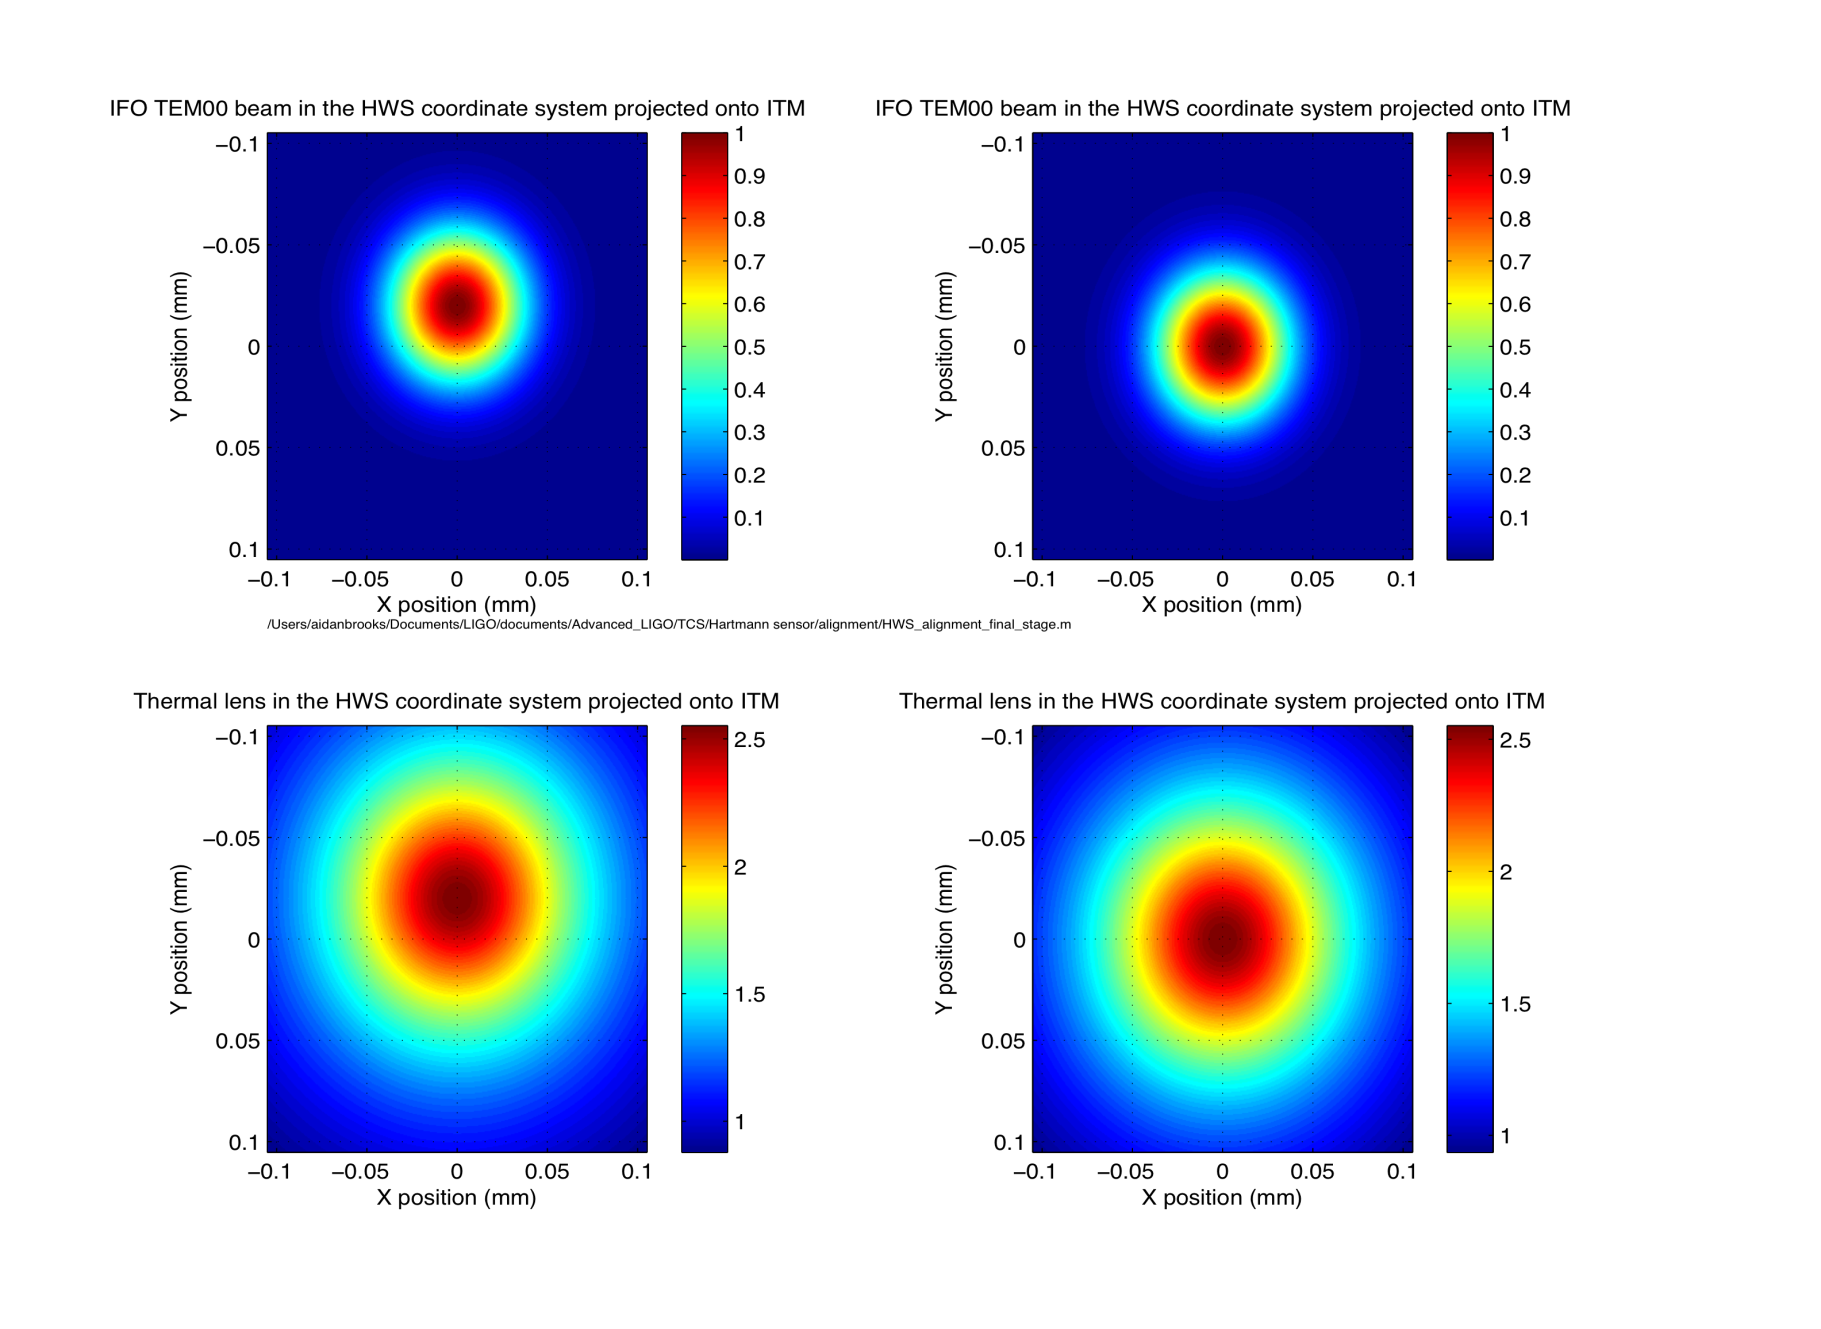 IFO TEM00 beam in the HWS coordinate system projected onto ITM
−0.1
−0.05
0
0.05
0.1
Y position (mm)
−0.1 −0.05 0 0.05 0.1
X position (mm)
1
0.9
0.8
0.7
0.6
0.5
0.4
0.3
0.2
0.1
IFO TEM00 beam in the HWS coordinate system projected onto ITM
−0.1
−0.05
0
0.05
0.1
Y position (mm)
−0.1 −0.05 0 0.05 0.1
X position (mm)
1
0.9
0.8
0.7
0.6
0.5
0.4
0.3
0.2
0.1
/Users/aidanbrooks/Documents/LIGO/documents/Advanced_LIGO/TCS/Hartmann sensor/alignment/HWS_alignment_final_stage.m
Thermal lens in the HWS coordinate system projected onto ITM
−0.1
−0.05
0
0.05
0.1
Y position (mm)
−0.1 −0.05 0 0.05 0.1
X position (mm)
2.5
2
1.5
1
Thermal lens in the HWS coordinate system projected onto ITM
−0.1
−0.05
0
0.05
0.1
Y position (mm)
−0.1 −0.05 0 0.05 0.1
X position (mm)
2.5
2
1.5
1